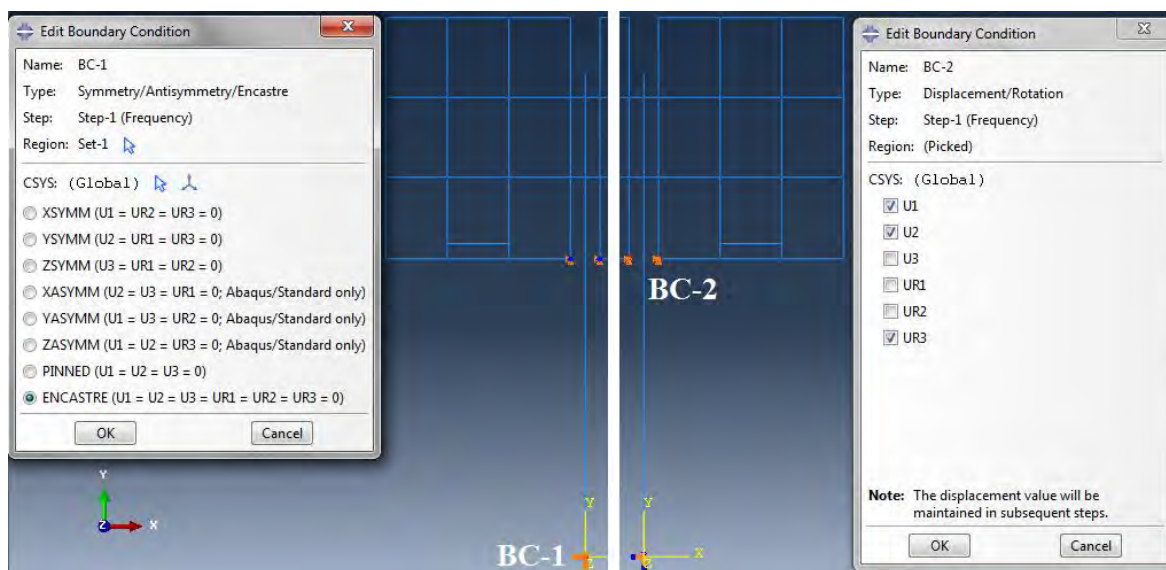 Edit Boundary Condition
Name: BC-1
Type: Symmetry/Antisymmetry/Encastre
Step: Step-1 (Frequency)
Region: Set-1
CSYS: (Global)
XSYMM (U1 = UR2 = UR3 = 0)
YSYMM (U2 = UR1 = UR3 = 0)
ZSYMM (U3 = UR1 = UR2 = 0)
XASYMM (U2 = U3 = UR1 = 0; Abaqus/Standard only)
YASYMM (U1 = U3 = UR2 = 0; Abaqus/Standard only)
ZASYMM (U1 = U2 = UR3 = 0; Abaqus/Standard only)
PINNED (U1 = U2 = U3 = 0)
ENCASTRE (U1 = U2 = U3 = UR1 = UR2 = UR3 = 0)
OK Cancel
Y
Z X
Y
BC-1
BC-2
Y
X
Edit Boundary Condition
Name: BC-2
Type: Displacement/Rotation
Step: Step-1 (Frequency)
Region: (Picked)
CSYS: (Global)
U1
U2
U3
UR1
UR2
UR3
Note: The displacement value will be
maintained in subsequent steps.
OK Cancel